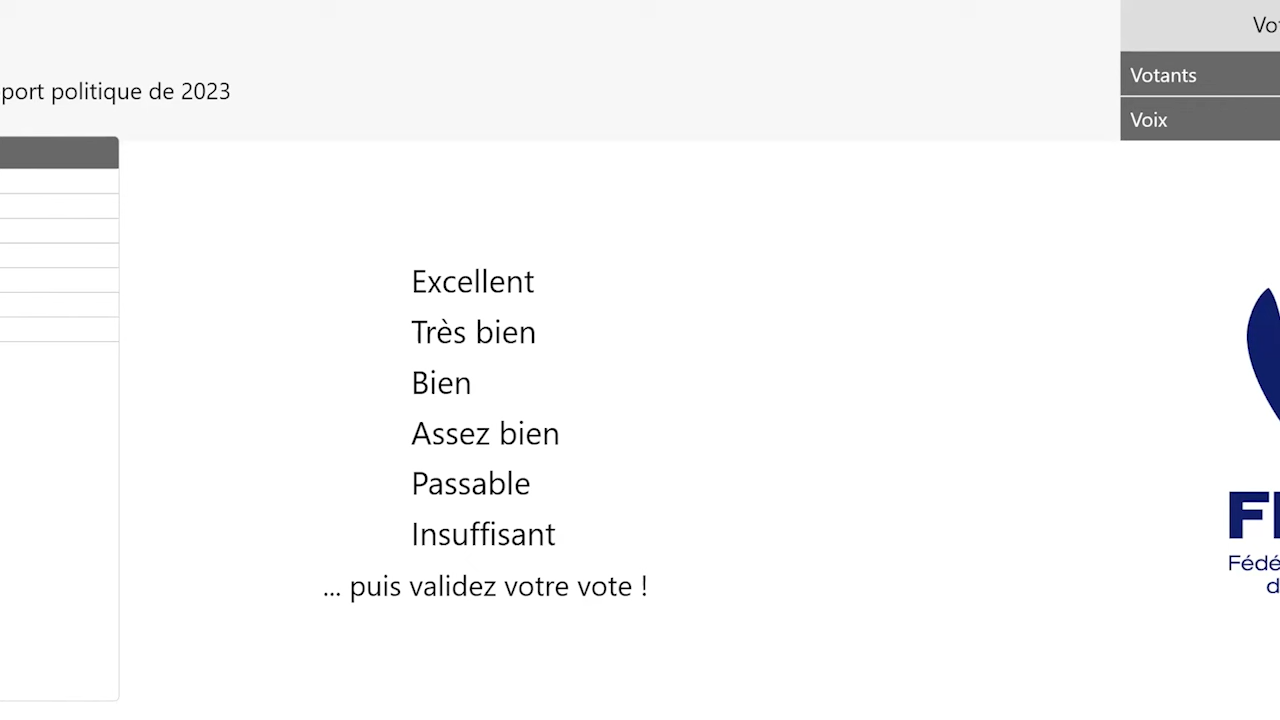 port politique de 2023
Votants
Voix
Excellent
Très bien
Bien
Assez bien
Passable
Insuffisant
... puis validez votre vote !